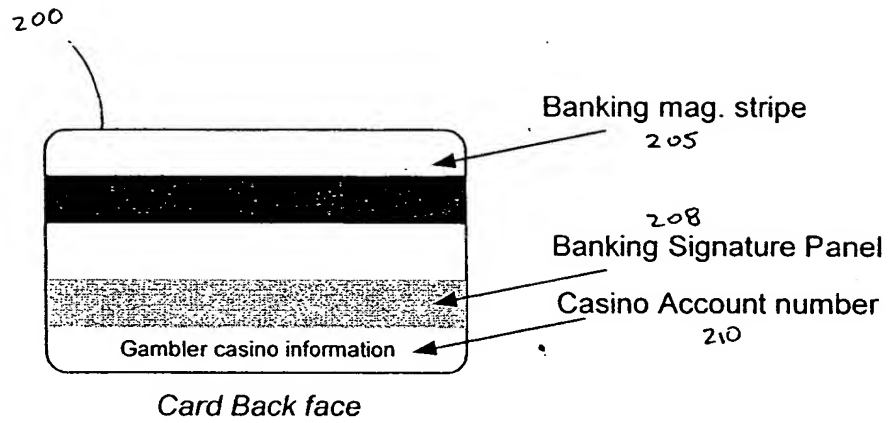 200
Banking mag. stripe
205
208
Banking Signature Panel
Casino Account number
210
Gambler casino information
Card Back face